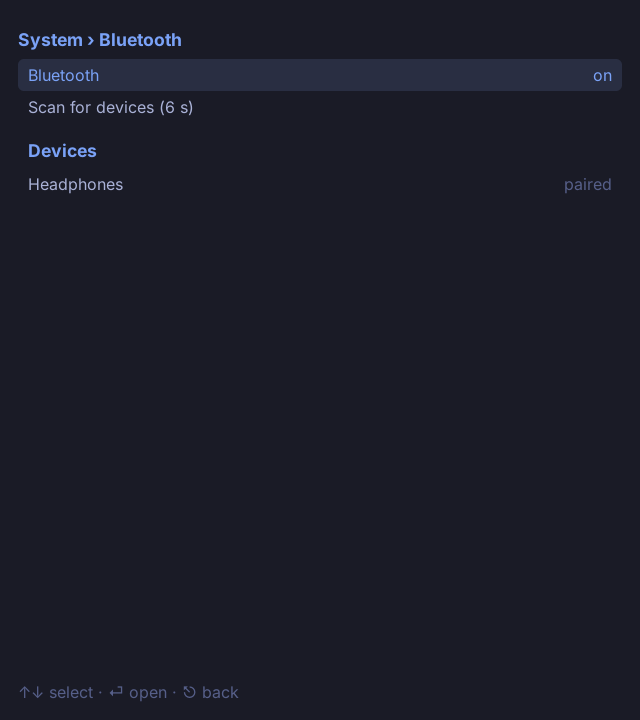 System › Bluetooth
Bluetooth on
Scan for devices (6 s)
Devices
Headphones paired
↑↓ select · ⏎ open · ⎋ back